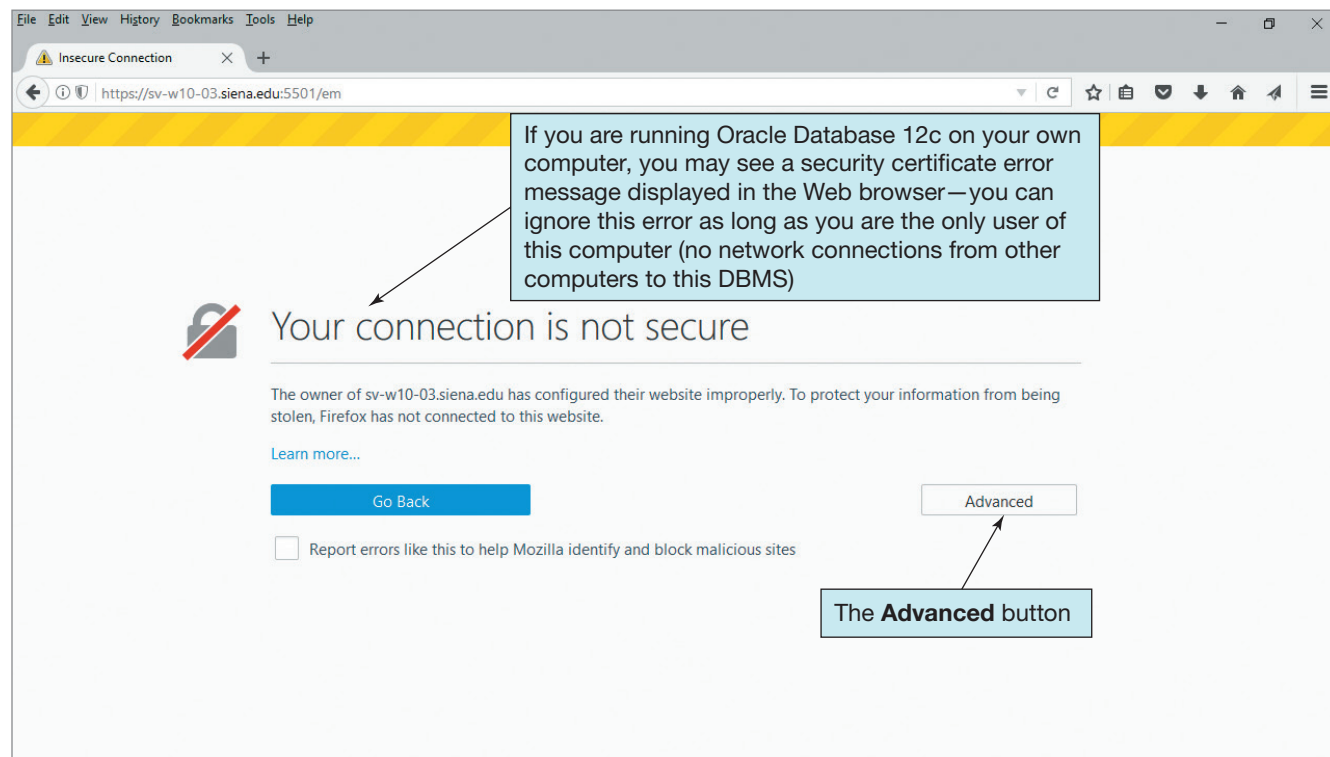 File Edit View History Bookmarks Tools Help
Insecure Connection
https://sv-w10-03.siena.edu:5501/em
If you are running Oracle Database 12c on your own
computer, you may see a security certificate error
message displayed in the Web browser—you can
ignore this error as long as you are the only user of
this computer (no network connections from other
computers to this DBMS)
Your connection is not secure
The owner of sv-w10-03.siena.edu has configured their website improperly. To protect your information from being
stolen, Firefox has not connected to this website.
Learn more...
Go Back
Advanced
Report errors like this to help Mozilla identify and block malicious sites
The Advanced button